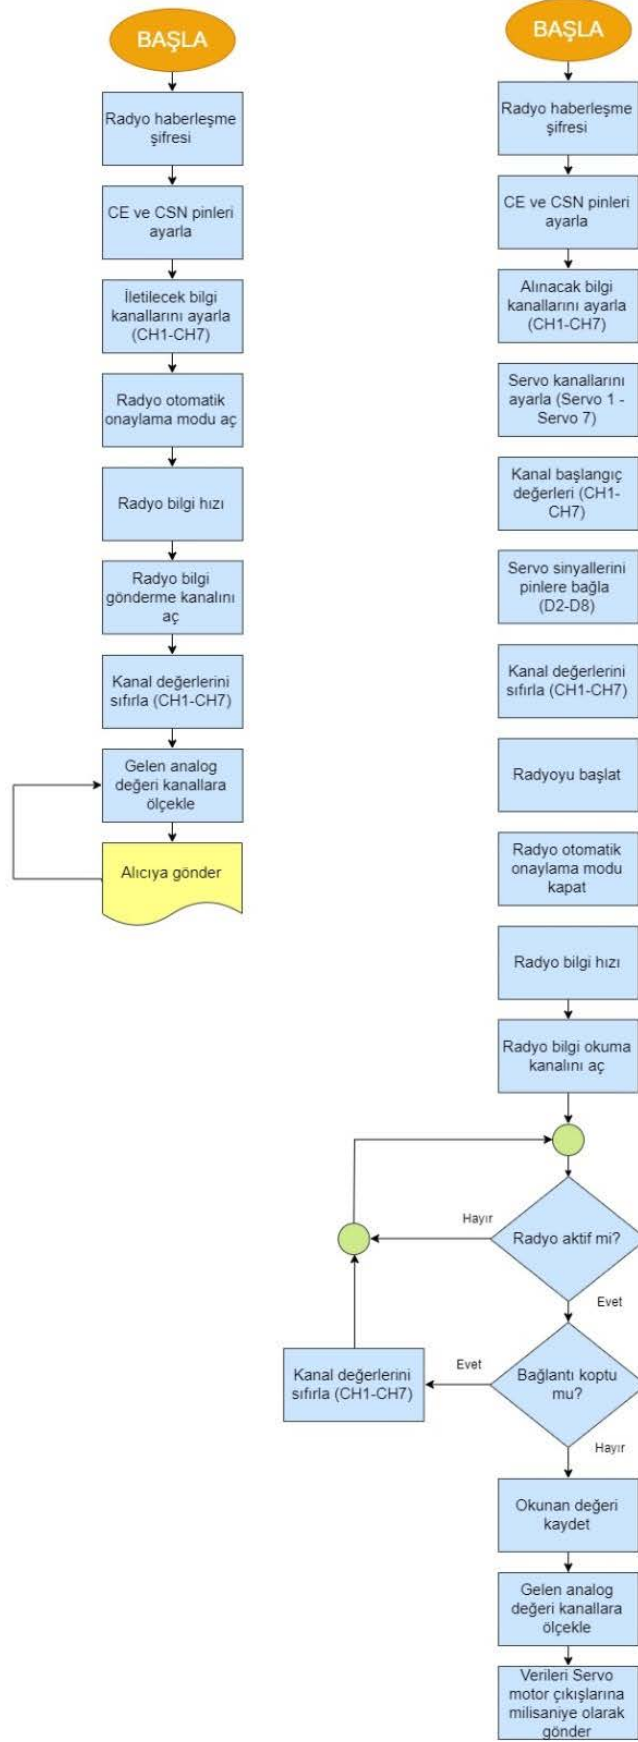 BAŞLA
Radyo haberleşme
şifresi
CE ve CSN pinleri
ayarla
İletilecek bilgi
kanallarını ayarla
(CH1-CH7)
Radyo otomatik
onaylama modu aç
Radyo bilgi hızı
Radyo bilgi
gönderme kanalını
aç
Kanal değerlerini
sıfırla (CH1-CH7)
Gelen analog
değeri kanallara
ölçekle
Alıcıya gönder
BAŞLA
Radyo haberleşme
şifresi
CE ve CSN pinleri
ayarla
Alınacak bilgi
kanallarını ayarla
(CH1-CH7)
Servo kanallarını
ayarla (Servo 1 -
Servo 7)
Kanal başlangıç
değerleri (CH1-
CH7)
Servo sinyallerini
pinlere bağla
(D2-D8)
Kanal değerlerini
sıfırla (CH1-CH7)
Radyoyu başlat
Radyo otomatik
onaylama modu
kapat
Radyo bilgi hızı
Radyo bilgi okuma
kanalını aç
Hayır
Radyo aktif mi?
Evet
Kanal değerlerini
sıfırla (CH1-CH7)
Evet
Bağlantı koptu
mu?
Hayır
Okunan değeri
kaydet
Gelen analog
değeri kanallara
ölçekle
Verileri Servo
motor çıkışlarına
milisaniye olarak
gönder